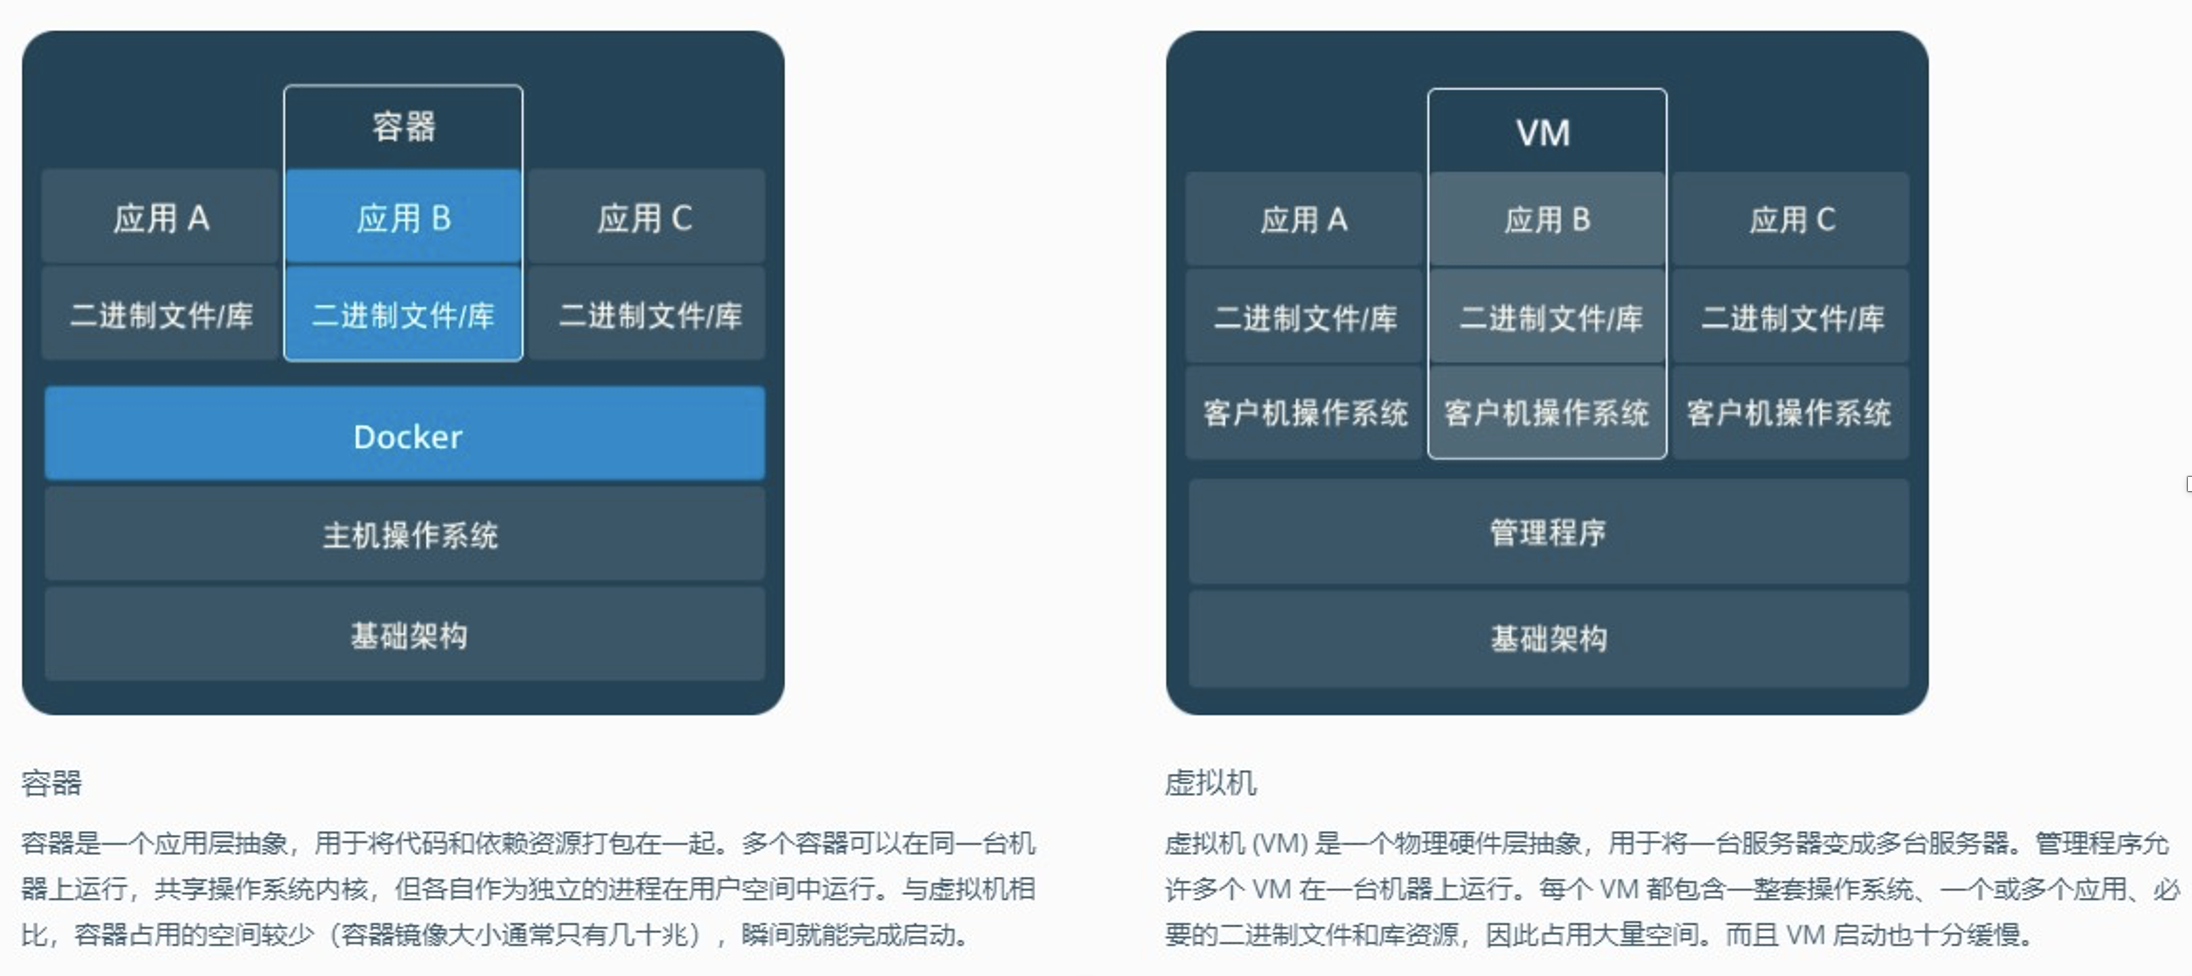 容器
应用 A
应用 B
应用 C
二进制文件/库
二进制文件/库
二进制文件/库
Docker
主机操作系统
基础架构
容器
容器是一个应用层抽象，用于将代码和依赖资源打包在一起。多个容器可以在同一台机
器上运行，共享操作系统内核，但各自作为独立的进程在用户空间中运行。与虚拟机相
比，容器占用的空间较少（容器镜像大小通常只有几十兆），瞬间就能完成启动。
VM
应用 A
应用 B
应用 C
二进制文件/库
二进制文件/库
二进制文件/库
客户机操作系统
客户机操作系统
客户机操作系统
管理程序
基础架构
虚拟机
虚拟机 (VM) 是一个物理硬件层抽象，用于将一台服务器变成多台服务器。管理程序允
许多个 VM 在一台机器上运行。每个 VM 都包含一整套操作系统、一个或多个应用、必
要的二进制文件和库资源，因此占用大量空间。而且 VM 启动也十分缓慢。